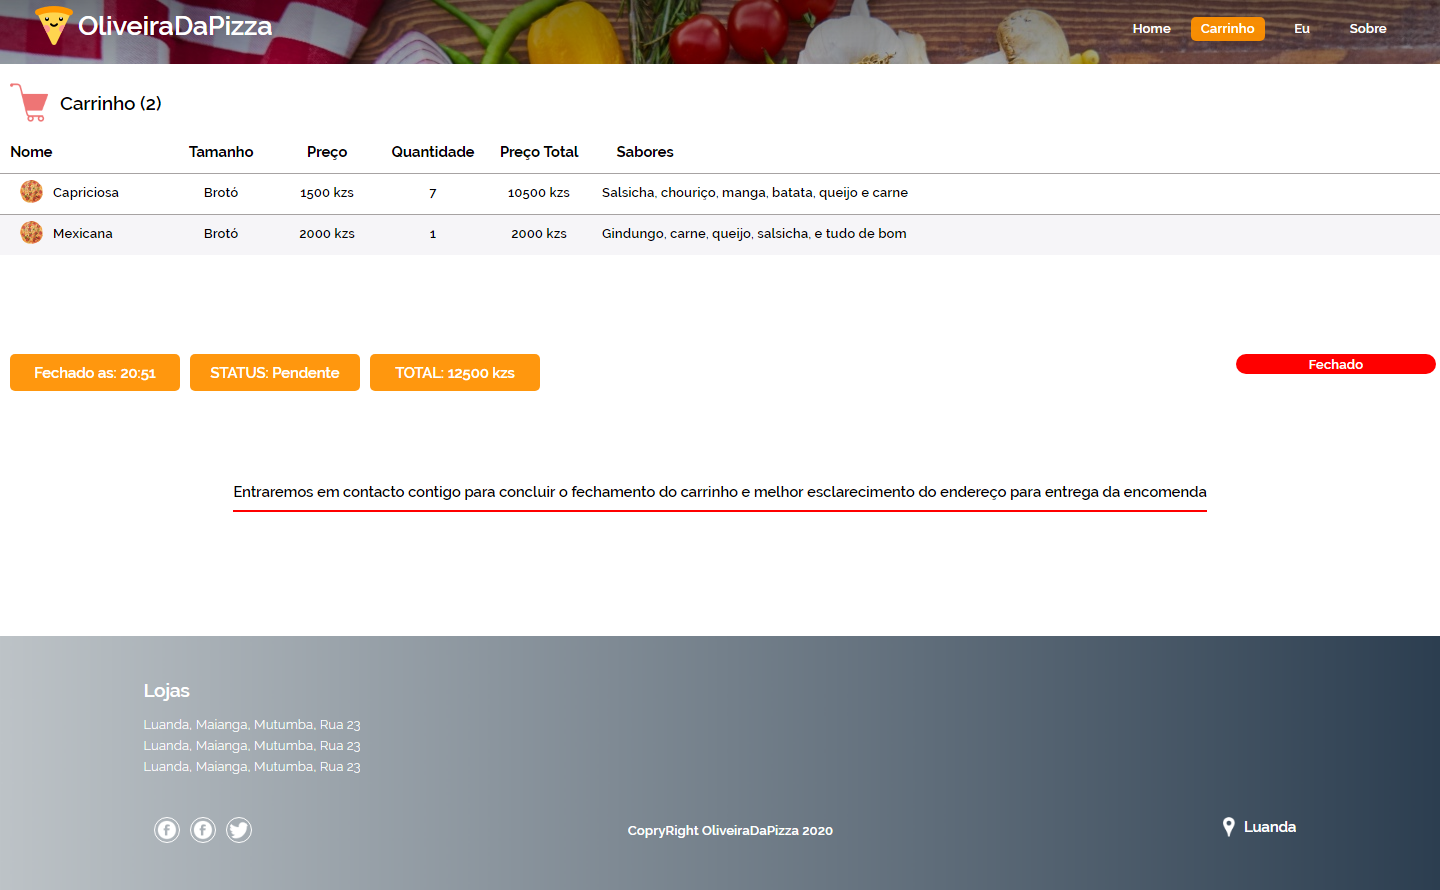 OliveiraDaPizza
Home Carrinho Eu Sobre
Carrinho (2)
Nome Tamanho Preço Quantidade Preço Total Sabores
Capriciosa Brotó 1500 kzs 7 10500 kzs Salsicha, chouriço, manga, batata, queijo e carne
Mexicana Brotó 2000 kzs 1 2000 kzs Gindungo, carne, queijo, salsicha, e tudo de bom
Fechado as: 20:51 STATUS: Pendente TOTAL: 12500 kzs Fechado
Entraremos em contacto contigo para concluir o fechamento do carrinho e melhor esclarecimento do endereço para entrega da encomenda
Lojas
Luanda, Maianga, Mutumba, Rua 23
Luanda, Maianga, Mutumba, Rua 23
Luanda, Maianga, Mutumba, Rua 23
CopryRight OliveiraDaPizza 2020
Luanda